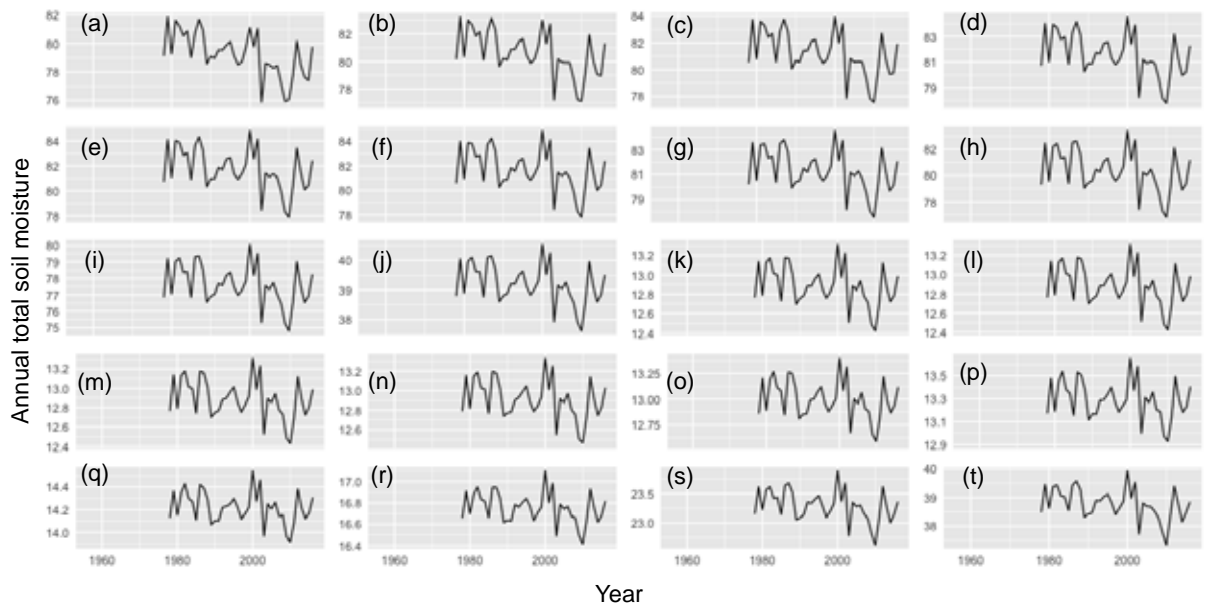 (a) (b) (c) (d)
82 80 78 76
82 80 78
84 82 80 78
83 81 79
(e) (f) (g) (h)
84 82 80 78
84 82 80 78
83 81 79
82 80 78
(i) (j) (k) (l)
80 79 78 77 76 75
40 39 38
13.2 13.0 12.8 12.6 12.4
13.2 13.0 12.8 12.6 12.4
(m) (n) (o) (p)
13.2 13.0 12.8 12.6 12.4
13.2 13.0 12.8 12.6
13.25 13.00 12.75
13.5 13.3 13.1 12.9
(q) (r) (s) (t)
14.4 14.2 14.0
17.0 16.8 16.6 16.4
23.5 23.0
40 39 38
1960 1980 2000 1960 1980 2000 1960 1980 2000 1960 1980 2000
Annual total soil moisture
Year